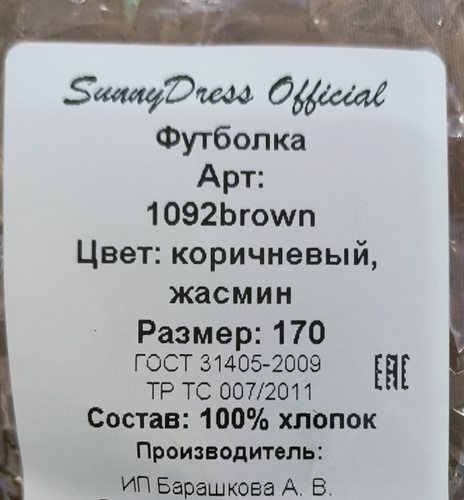 SunnyDress Official
Футболка
Арт:
1092brown
Цвет: коричневый,
жасмин
Размер: 170
ГОСТ 31405-2009
ТР ТС 007/2011
EAC
Состав: 100% хлопок
Производитель:
ИП Барашкова А. В.